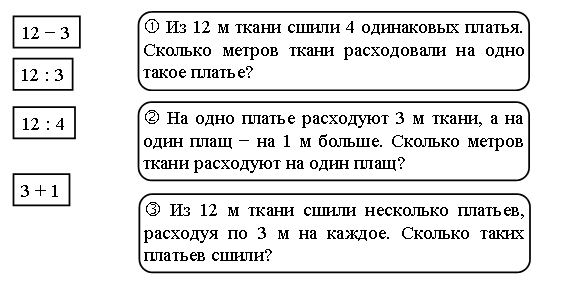 12 − 3
12 : 3
12 : 4
3 + 1
① Из 12 м ткани сшили 4 одинаковых платья.
Сколько метров ткани расходовали на одно
такое платье?
② На одно платье расходуют 3 м ткани, а на
один плащ − на 1 м больше. Сколько метров
ткани расходуют на один плащ?
③ Из 12 м ткани сшили несколько платьев,
расходуя по 3 м на каждое. Сколько таких
платьев сшили?